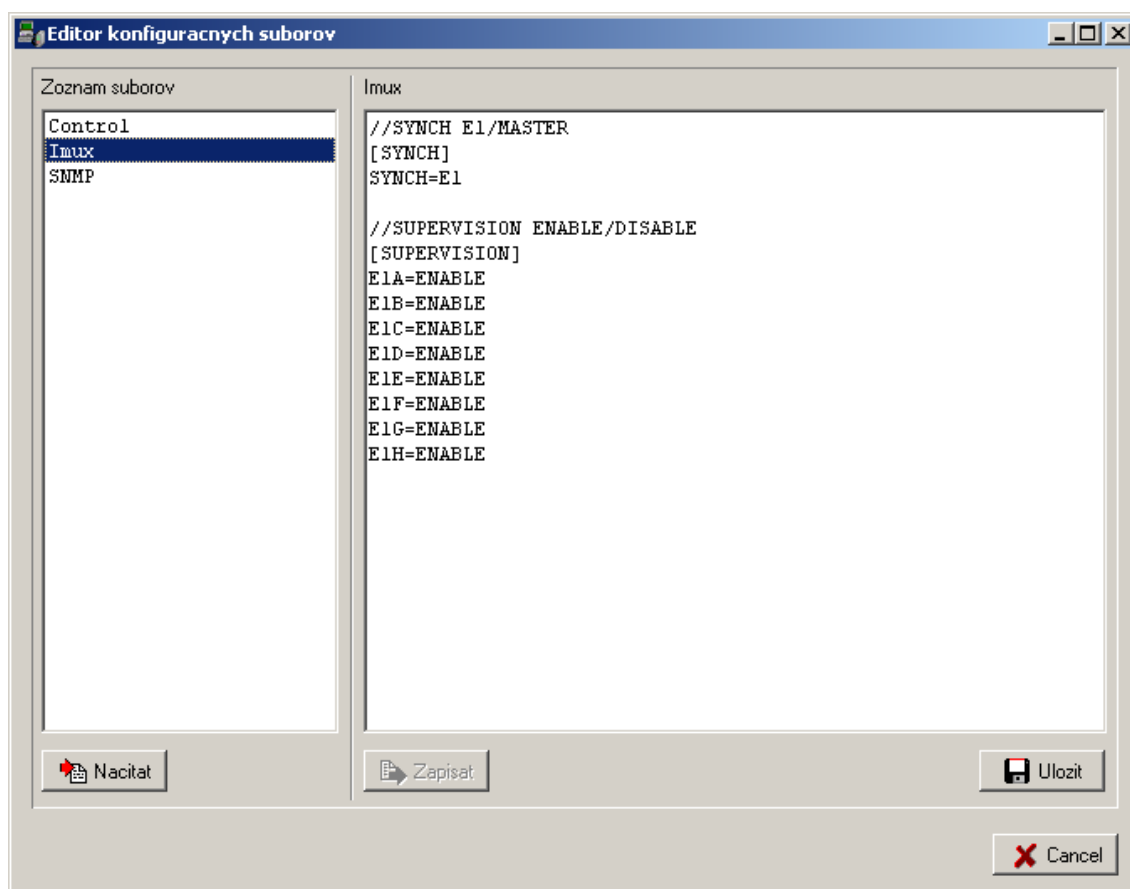 Editor konfiguracnych suborov
Zoznam suborov
Control
Imux
SNMP
Nacitat
Imux
//SYNCH E1/MASTER
[SYNCH]
SYNCH=E1
//SUPERVISION ENABLE/DISABLE
[SUPERVISION]
E1A=ENABLE
E1B=ENABLE
E1C=ENABLE
E1D=ENABLE
E1E=ENABLE
E1F=ENABLE
E1G=ENABLE
E1H=ENABLE
Zapisat
Ulozit
Cancel